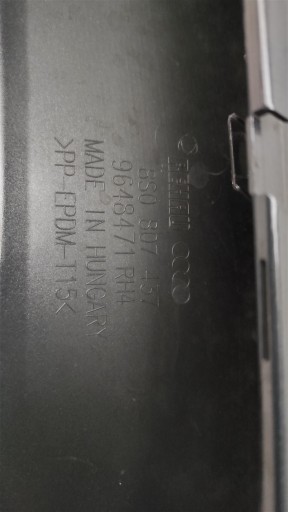 8S0 807 437
9648471 RH4
MADE IN HUNGARY
>PP-EPDM-T15<